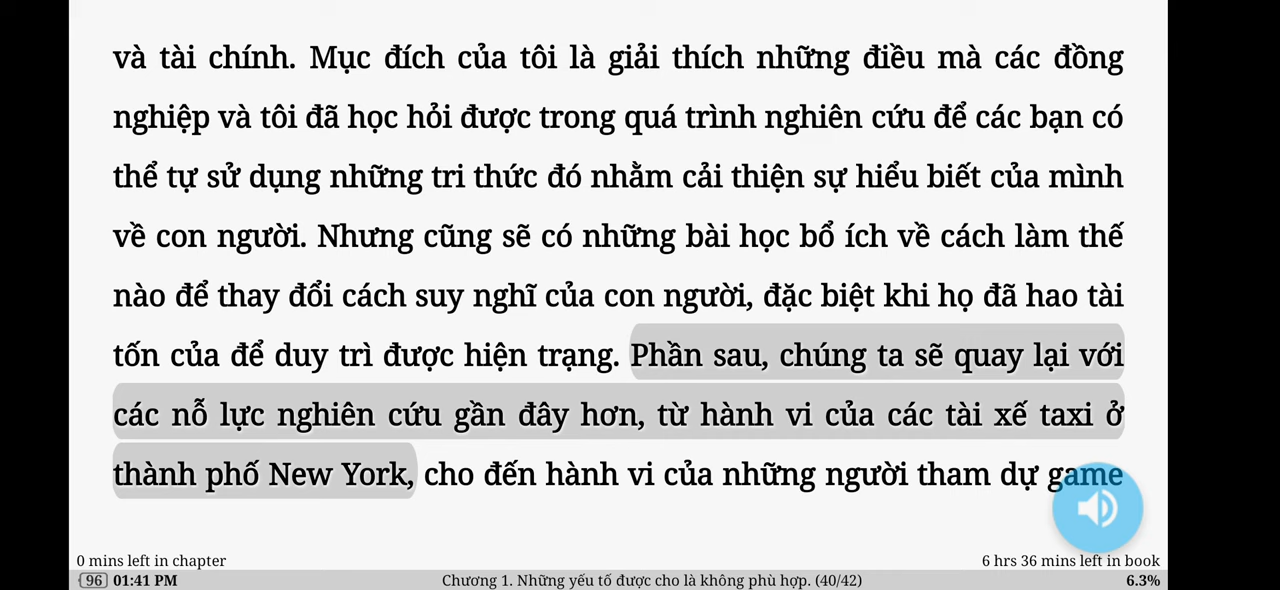 và tài chính. Mục đích của tôi là giải thích những điều mà các đồng
nghiệp và tôi đã học hỏi được trong quá trình nghiên cứu để các bạn có
thể tự sử dụng những tri thức đó nhằm cải thiện sự hiểu biết của mình
về con người. Nhưng cũng sẽ có những bài học bổ ích về cách làm thế
nào để thay đổi cách suy nghĩ của con người, đặc biệt khi họ đã hao tài
tốn của để duy trì được hiện trạng. Phần sau, chúng ta sẽ quay lại với
các nỗ lực nghiên cứu gần đây hơn, từ hành vi của các tài xế taxi ở
thành phố New York, cho đến hành vi của những người tham dự game
0 mins left in chapter
6 hrs 36 mins left in book
96 01:41 PM
Chương 1. Những yếu tố được cho là không phù hợp. (40/42)
6.3%